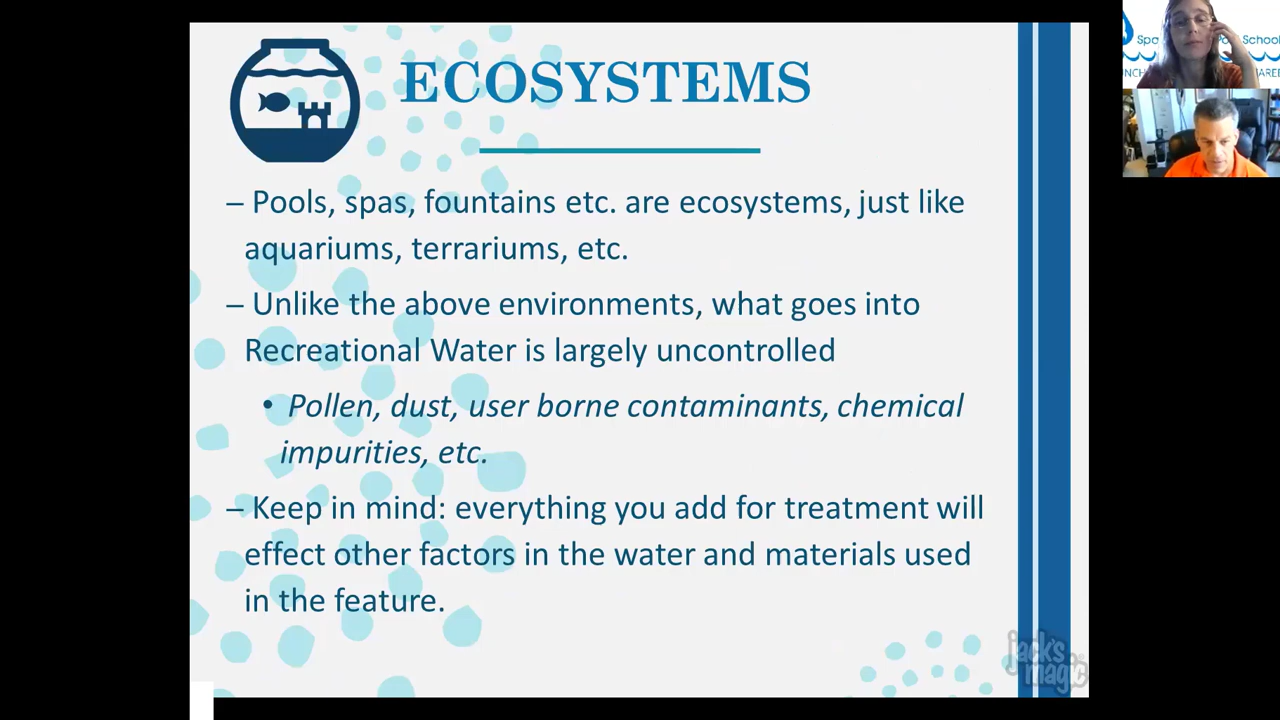 ECOSYSTEMS
– Pools, spas, fountains etc. are ecosystems, just like
aquariums, terrariums, etc.
– Unlike the above environments, what goes into
Recreational Water is largely uncontrolled
• Pollen, dust, user borne contaminants, chemical
impurities, etc.
– Keep in mind: everything you add for treatment will
effect other factors in the water and materials used
in the feature.
jack's
magic
Spa
School